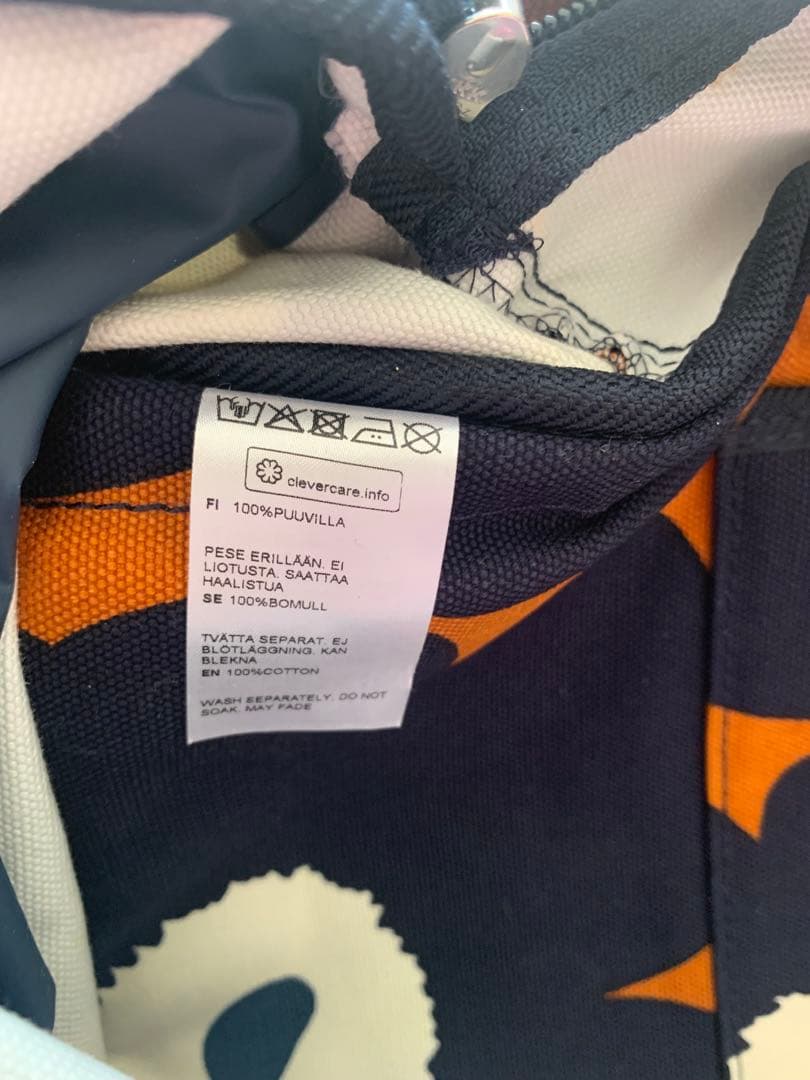 clevercare.info
FI 100%PUUVILLA
PESE ERILLÄÄN. EI
LIOTUSTA. SAATTAA
HAALISTUA
SE 100%BOMULL
TVÄTTA SEPARAT. EJ
BLÖTLÄGGNING. KAN
BLEKNA
EN 100%COTTON
WASH SEPARATELY. DO NOT
SOAK. MAY FADE